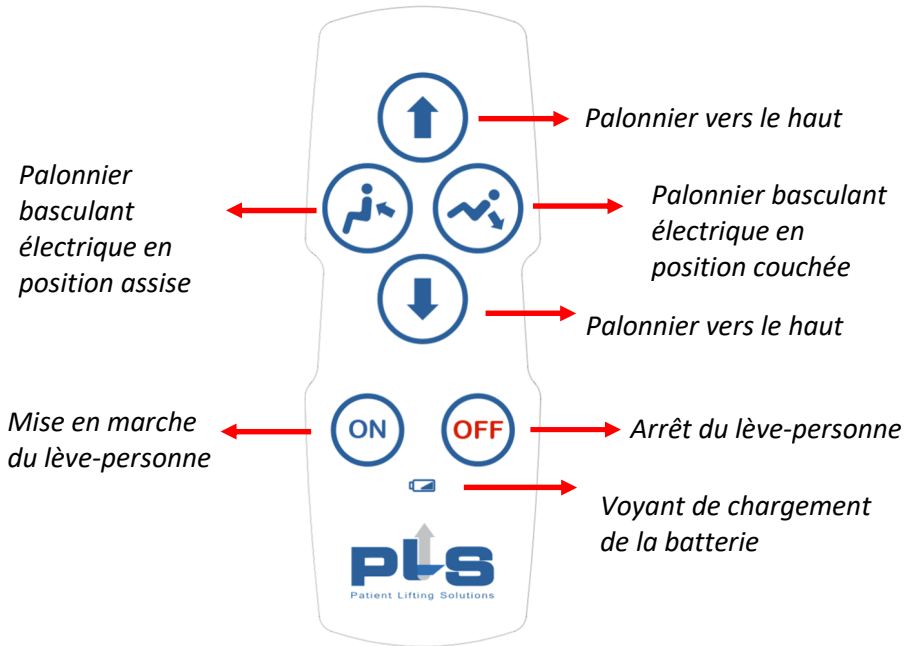 Palonnier vers le haut
Palonnier
basculant
électrique en
position assise
Palonnier basculant
électrique en
position couchée
Palonnier vers le haut
Mise en marche
du lève-personne
ON
OFF
Arrêt du lève-personne
Voyant de chargement
de la batterie
PLS
Patient Lifting Solutions